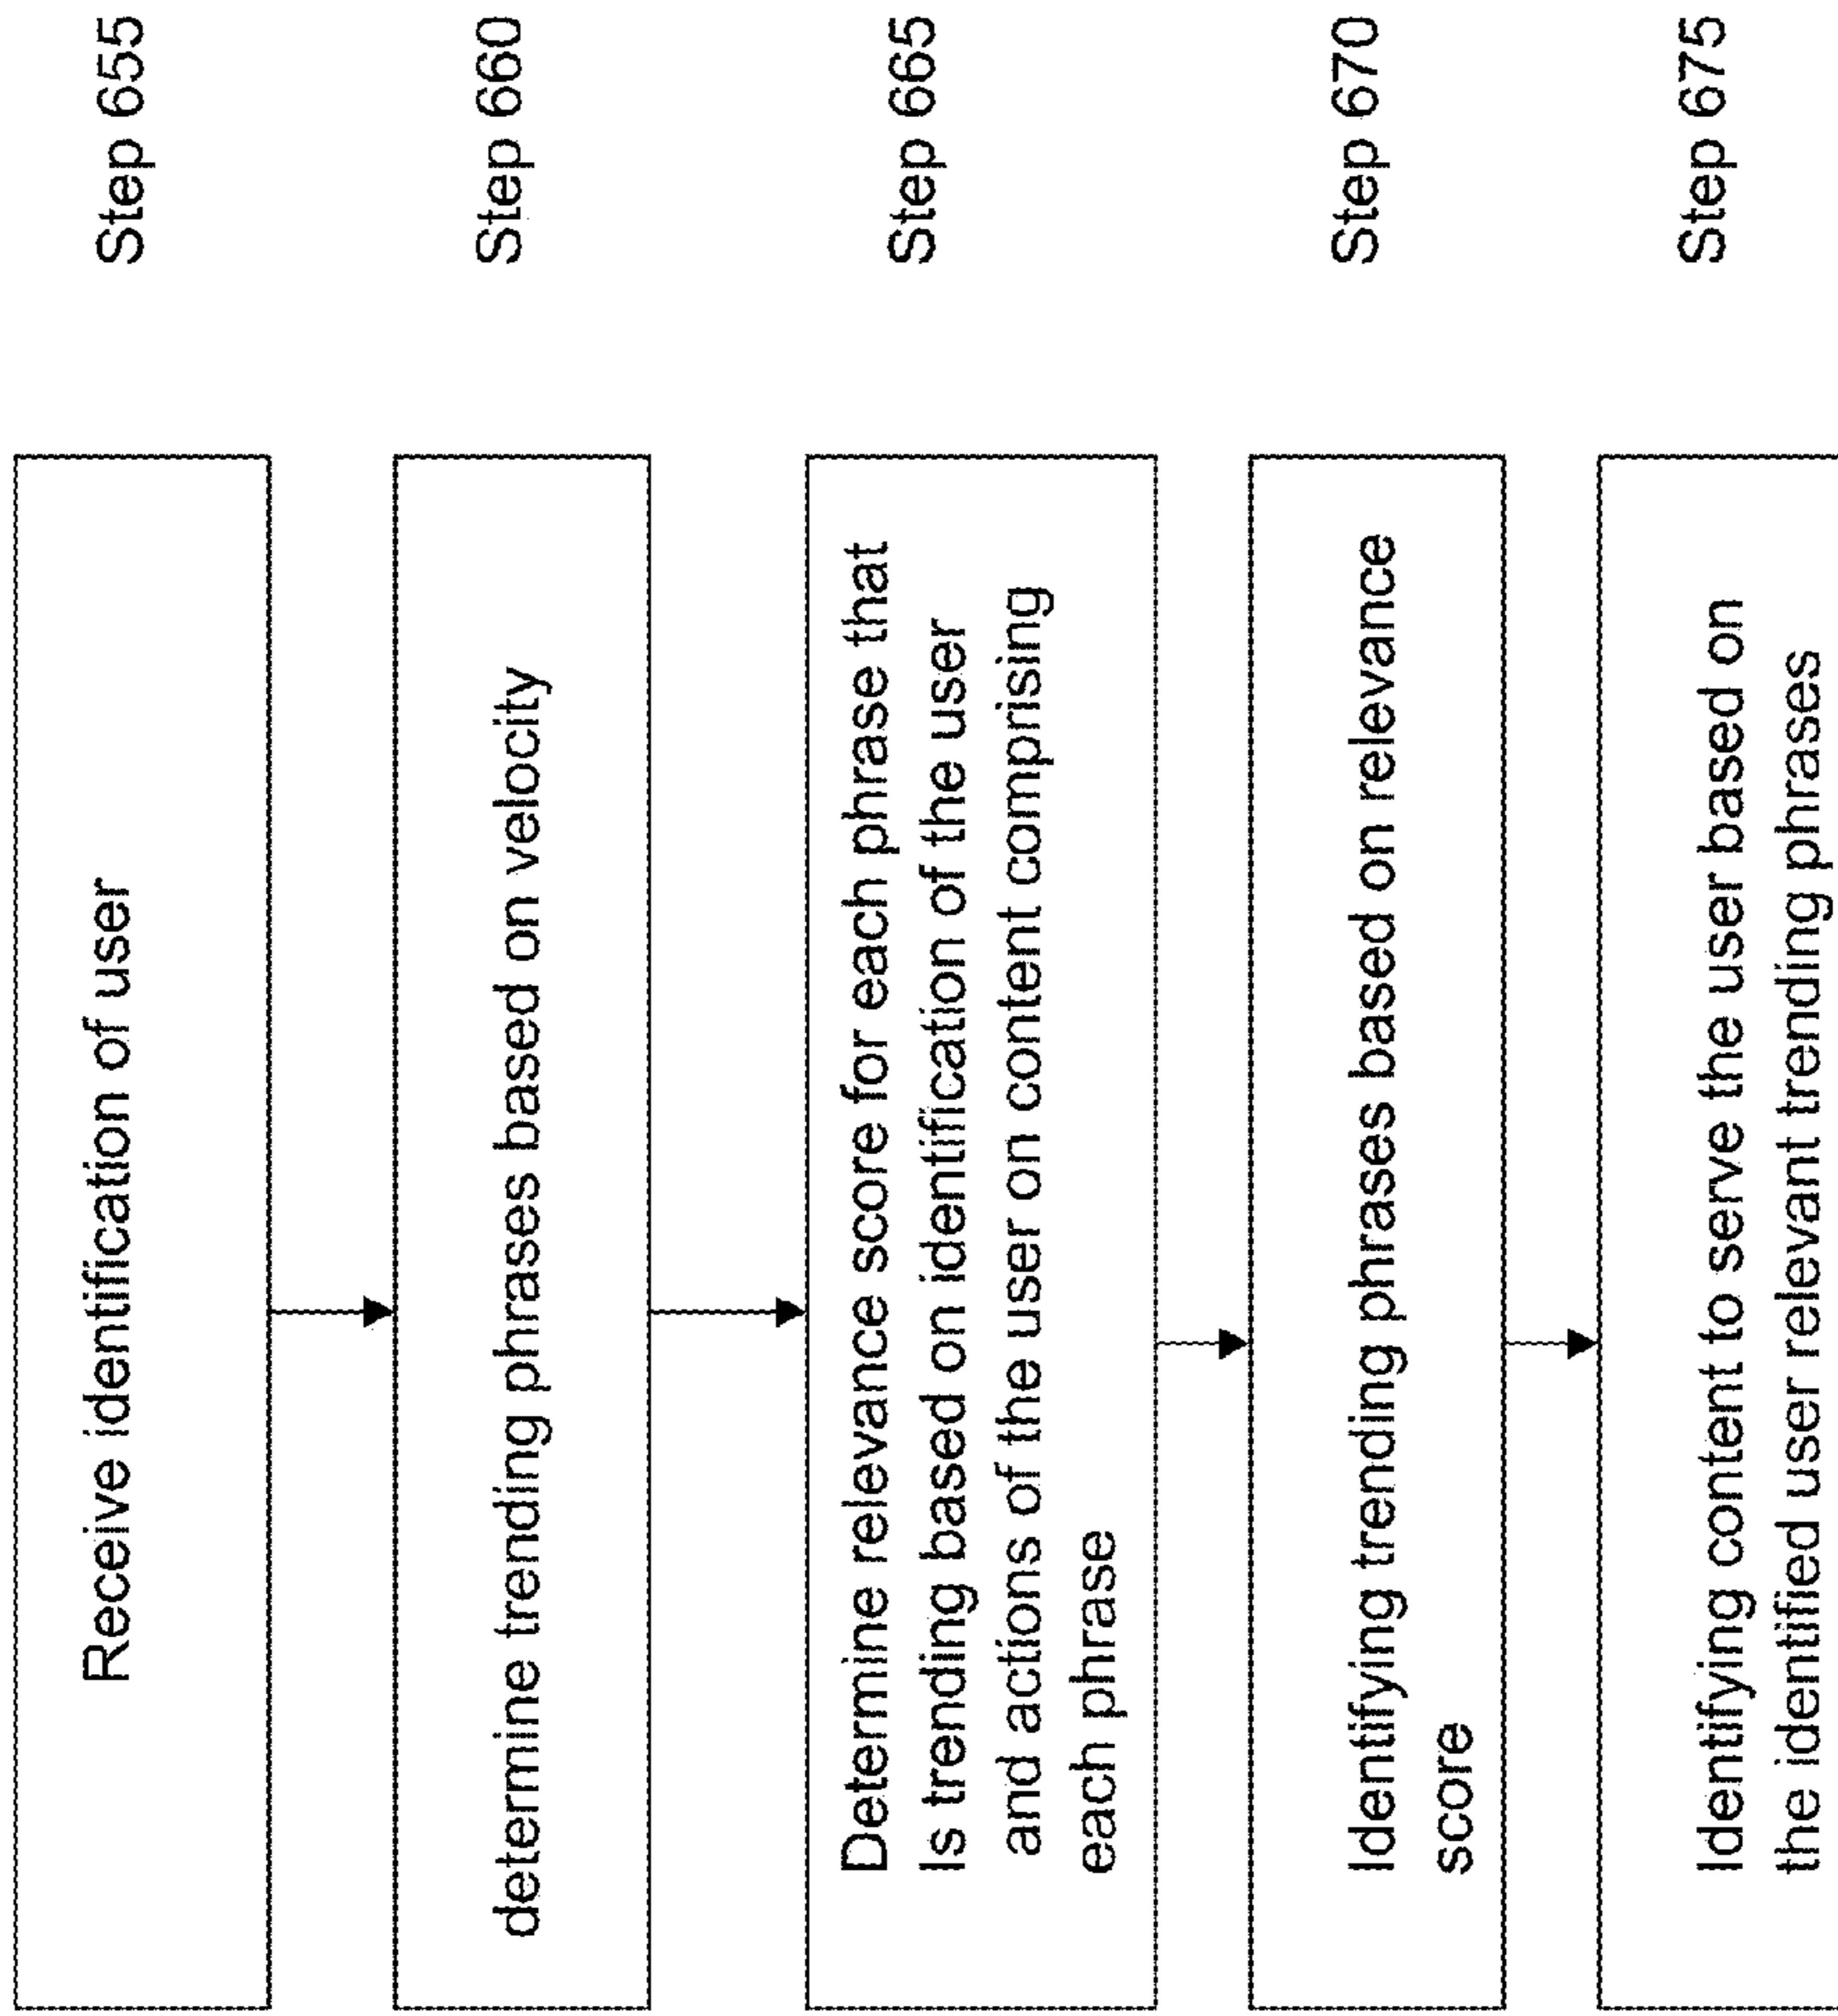 Receive identification of user
Step 655
determine trending phrases based on velocity
Step 660
Determine relevance score for each phrase that
Is trending based on identification of the user
and actions of the user on content comprising
each phrase
Step 665
Identifying trending phrases based on relevance
score
Step 670
Identifying content to serve the user based on
the identified user relevant trending phrases
Step 675